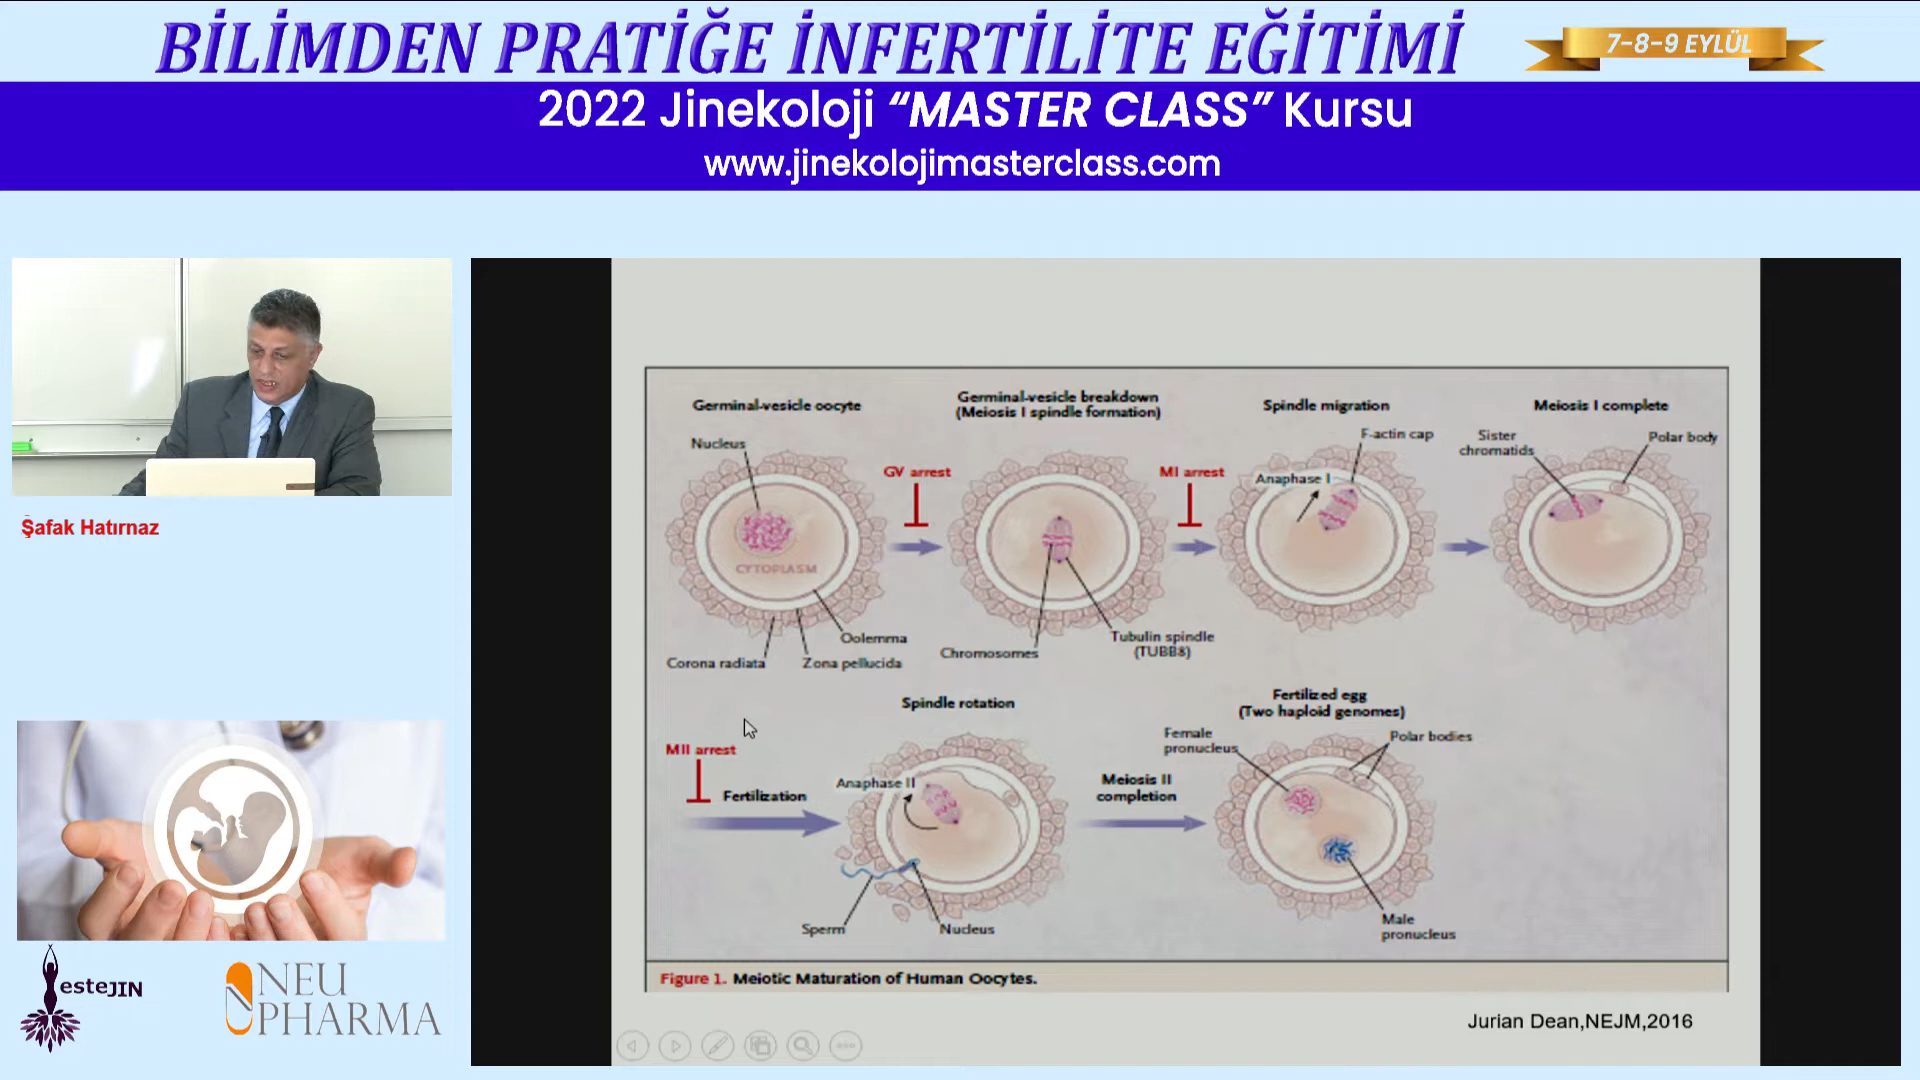 BİLİMDEN PRATİĞE İNFERTİLİTE EĞİTİMİ
7-8-9 EYLÜL
2022 Jinekoloji “MASTER CLASS” Kursu
www.jinekolojimasterclass.com
Şafak Hatırnaz
esteJIN
NEU
PHARMA
Germinal-vesicle oocyte
Germinal-vesicle breakdown
(Meiosis I spindle formation)
Spindle migration
Meiosis I complete
Nucleus
GV arrest
MI arrest
F-actin cap
Anaphase I
Sister
chromatids
Polar body
CYTOPLASM
Oolemma
Corona radiata
Zona pellucida
Chromosomes
Tubulin spindle
(TUBB8)
Spindle rotation
Fertilized egg
(Two haploid genomes)
MII arrest
Fertilization
Anaphase II
Meiosis II
completion
Female
pronucleus
Polar bodies
Sperm
Nucleus
Male
pronucleus
Figure 1. Meiotic Maturation of Human Oocytes.
Jurian Dean,NEJM,2016